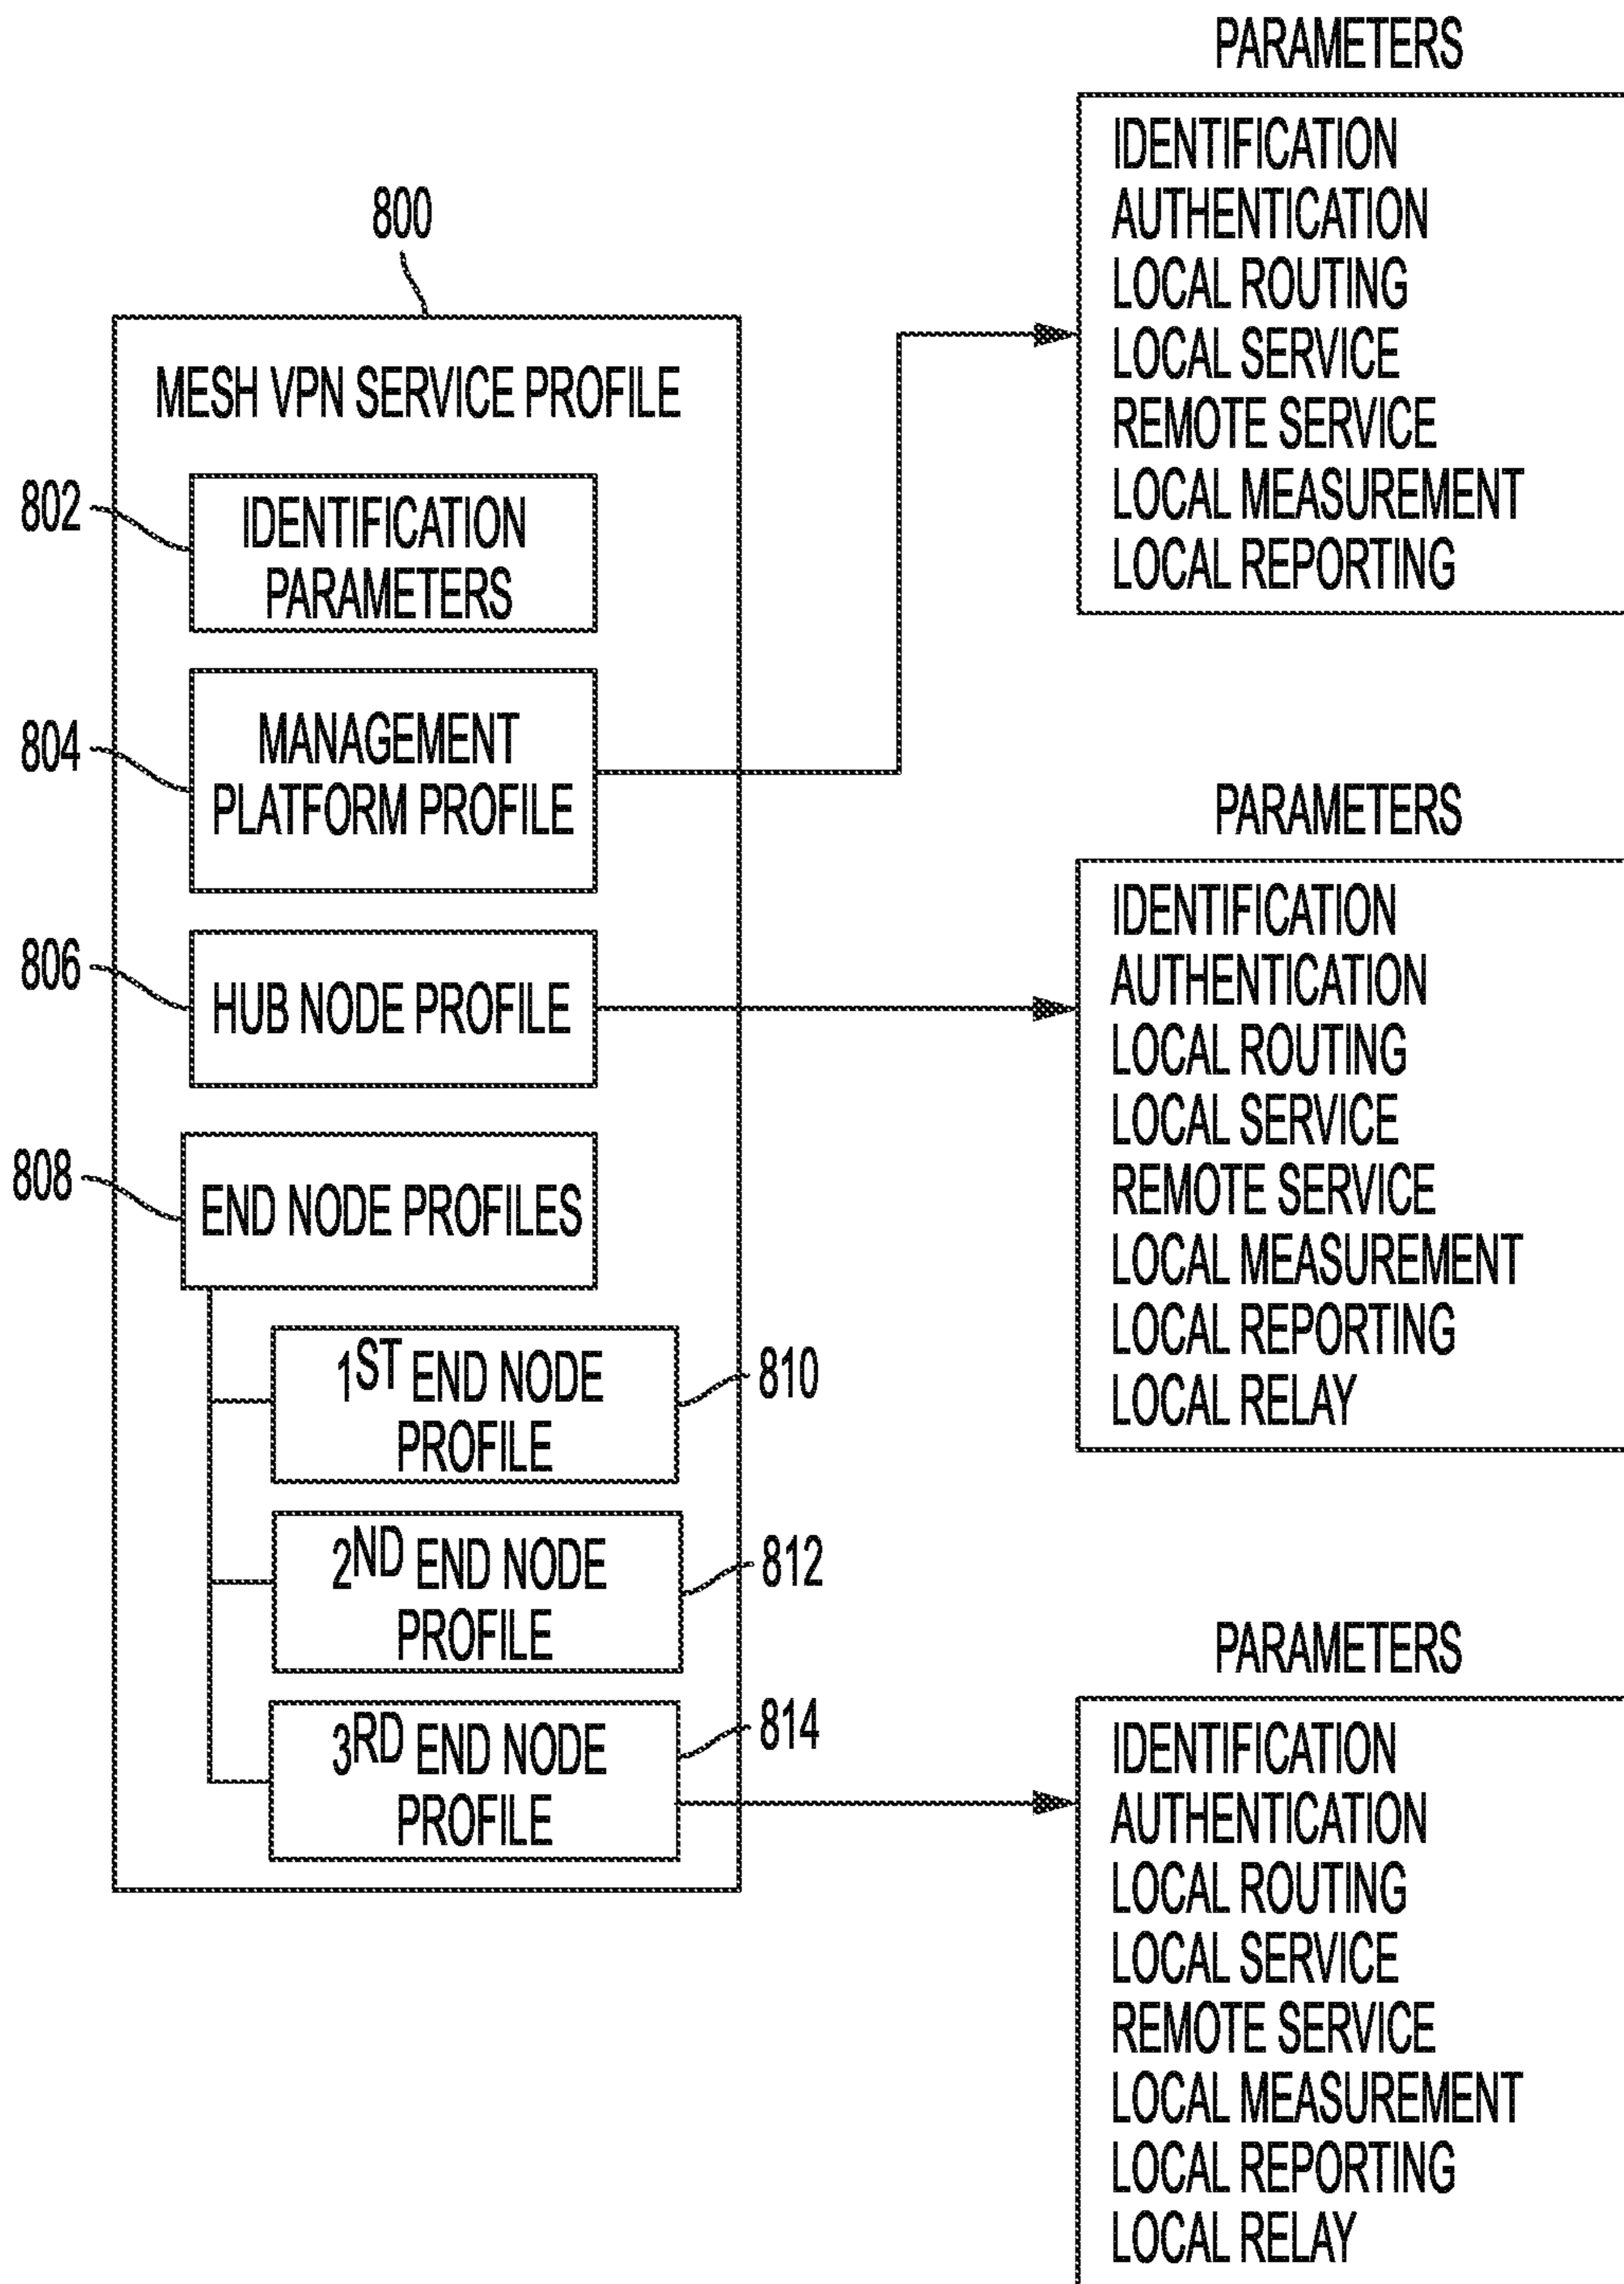 800
MESH VPN SERVICE PROFILE
802
IDENTIFICATION
PARAMETERS
804
MANAGEMENT
PLATFORM PROFILE
806
HUB NODE PROFILE
808
END NODE PROFILES
1ST END NODE
PROFILE
810
2ND END NODE
PROFILE
812
3RD END NODE
PROFILE
814
PARAMETERS
IDENTIFICATION
AUTHENTICATION
LOCAL ROUTING
LOCAL SERVICE
REMOTE SERVICE
LOCAL MEASUREMENT
LOCAL REPORTING
PARAMETERS
IDENTIFICATION
AUTHENTICATION
LOCAL ROUTING
LOCAL SERVICE
REMOTE SERVICE
LOCAL MEASUREMENT
LOCAL REPORTING
LOCAL RELAY
PARAMETERS
IDENTIFICATION
AUTHENTICATION
LOCAL ROUTING
LOCAL SERVICE
REMOTE SERVICE
LOCAL MEASUREMENT
LOCAL REPORTING
LOCAL RELAY